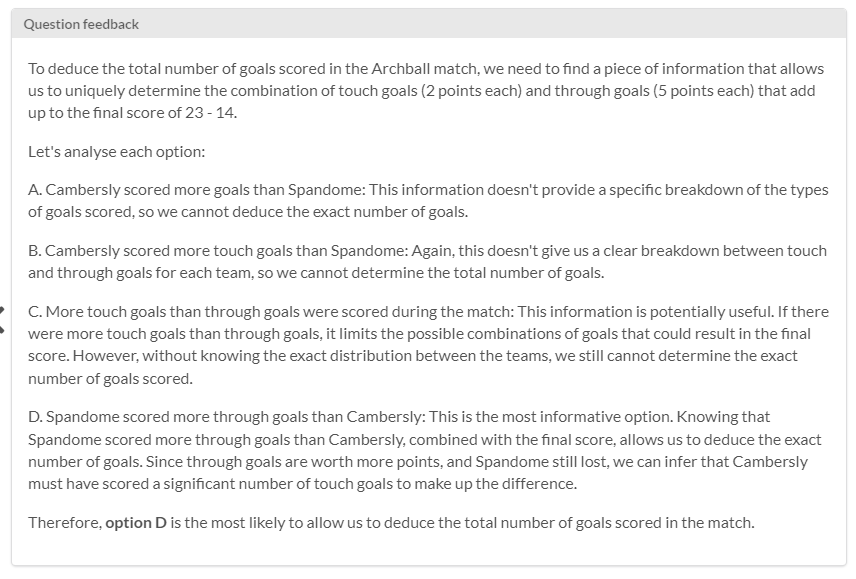 Question feedback
To deduce the total number of goals scored in the Archball match, we need to find a piece of information that allows
us to uniquely determine the combination of touch goals (2 points each) and through goals (5 points each) that add
up to the final score of 23 - 14.
Let's analyse each option:
A. Cambersly scored more goals than Spandome: This information doesn't provide a specific breakdown of the types
of goals scored, so we cannot deduce the exact number of goals.
B. Cambersly scored more touch goals than Spandome: Again, this doesn't give us a clear breakdown between touch
and through goals for each team, so we cannot determine the total number of goals.
C. More touch goals than through goals were scored during the match: This information is potentially useful. If there
were more touch goals than through goals, it limits the possible combinations of goals that could result in the final
score. However, without knowing the exact distribution between the teams, we still cannot determine the exact
number of goals scored.
D. Spandome scored more through goals than Cambersly: This is the most informative option. Knowing that
Spandome scored more through goals than Cambersly, combined with the final score, allows us to deduce the exact
number of goals. Since through goals are worth more points, and Spandome still lost, we can infer that Cambersly
must have scored a significant number of touch goals to make up the difference.
Therefore, option D is the most likely to allow us to deduce the total number of goals scored in the match.